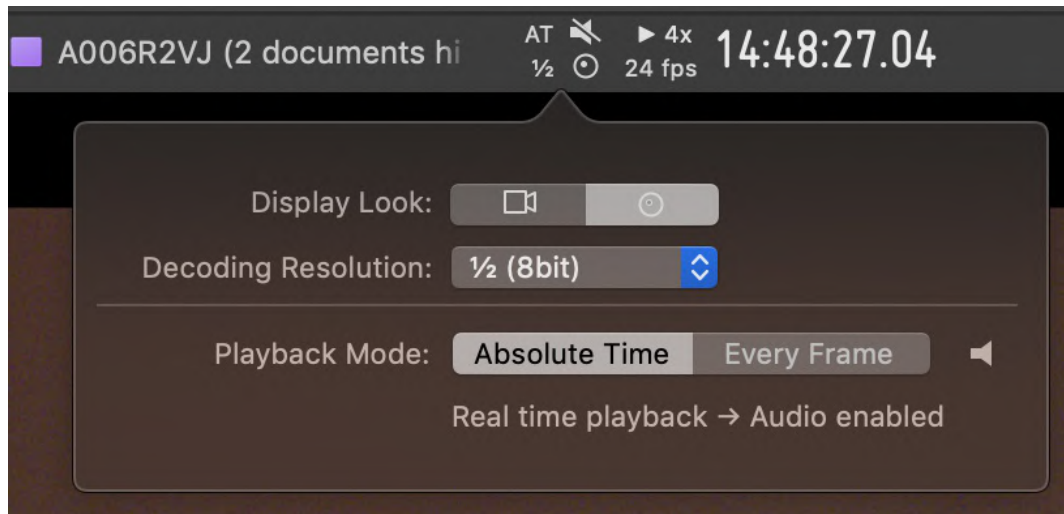 A006R2VJ (2 documents hi
AT ▶ 4x 14:48:27.04
½ 24 fps
Display Look:
Decoding Resolution: ½ (8bit)
Playback Mode: Absolute Time Every Frame
Real time playback → Audio enabled